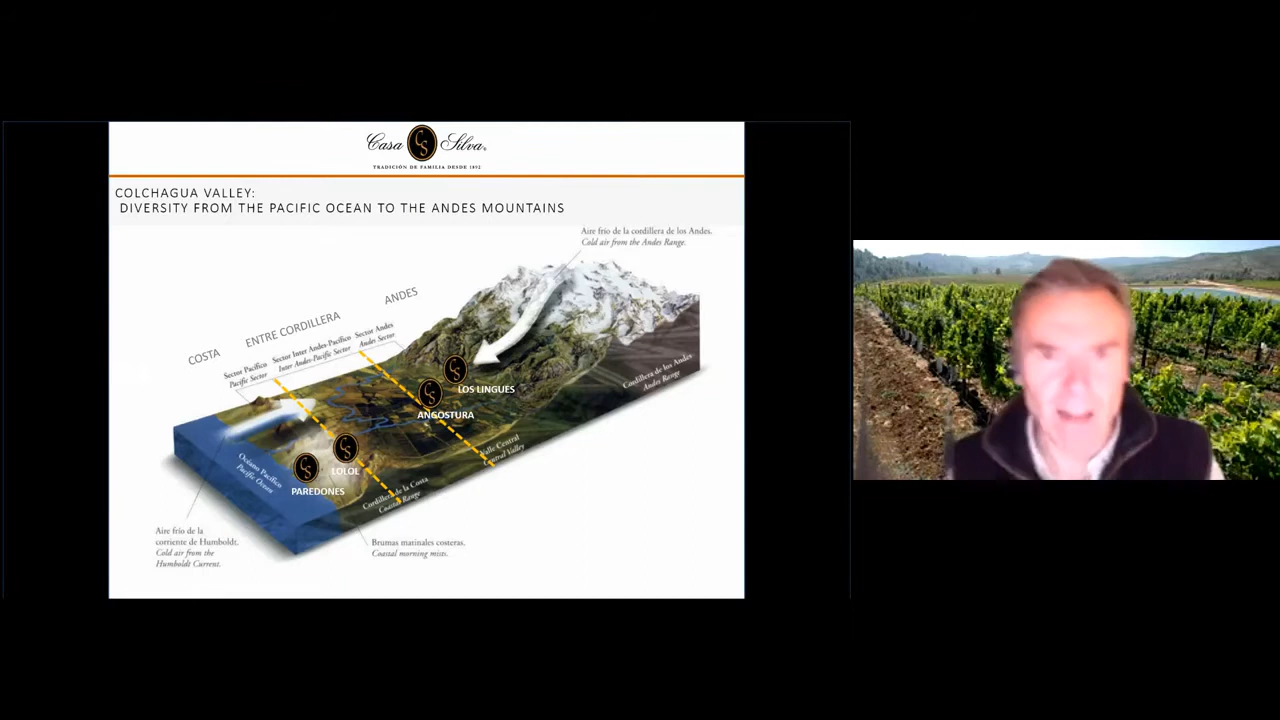 Casa CS Silva
TRADICIÓN DE FAMILIA DESDE 1892
COLCHAGUA VALLEY:
DIVERSITY FROM THE PACIFIC OCEAN TO THE ANDES MOUNTAINS
Aire frío de la cordillera de los Andes.
Cold air from the Andes Range.
ANDES
ENTRE CORDILLERA
COSTA
Sector Andes
Andes Sector
Sector Inter Andes-Pacífico
Inter Andes-Pacific Sector
Sector Pacífico
Pacific Sector
CS
LOS LINGUES
CS
ANGOSTURA
Cordillera de los Andes
Andes Range
CS
LOLOL
CS
PAREDONES
Valle Central
Central Valley
Océano Pacífico
Pacific Ocean
Cordillera de la Costa
Coastal Range
Aire frío de la
corriente de Humboldt.
Cold air from the
Humboldt Current.
Brumas matinales costeras.
Coastal morning mists.